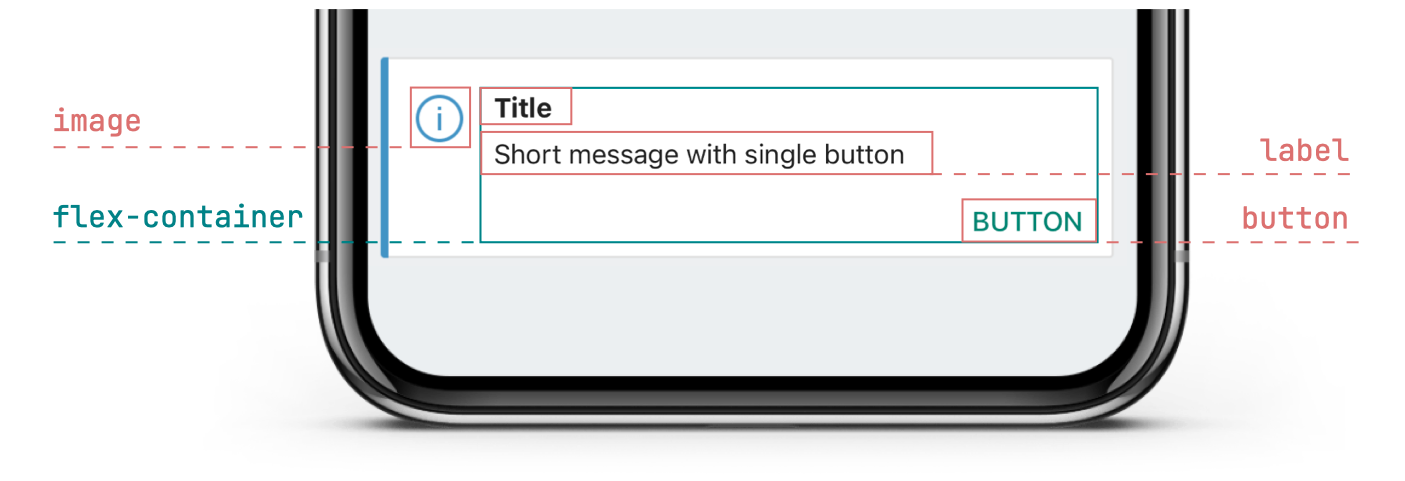 image
Title
Short message with single button
label
flex-container
BUTTON
button